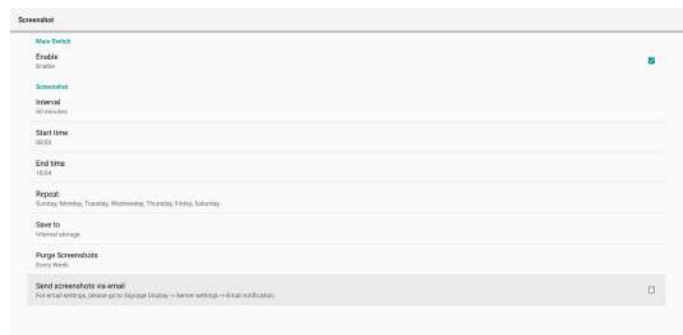 Screenshot
Main Switch
Enable
Enable
Screenshot
Interval
60 minutes
Start time
End time
Repeat
Sunday, Monday, Tuesday, Wednesday, Thursday, Friday, Saturday
Save to
Internal storage
Purge Screenshots
Every Week
Send screenshots via email
For email settings, please go to Signage Display -> Server settings -> Email notification.